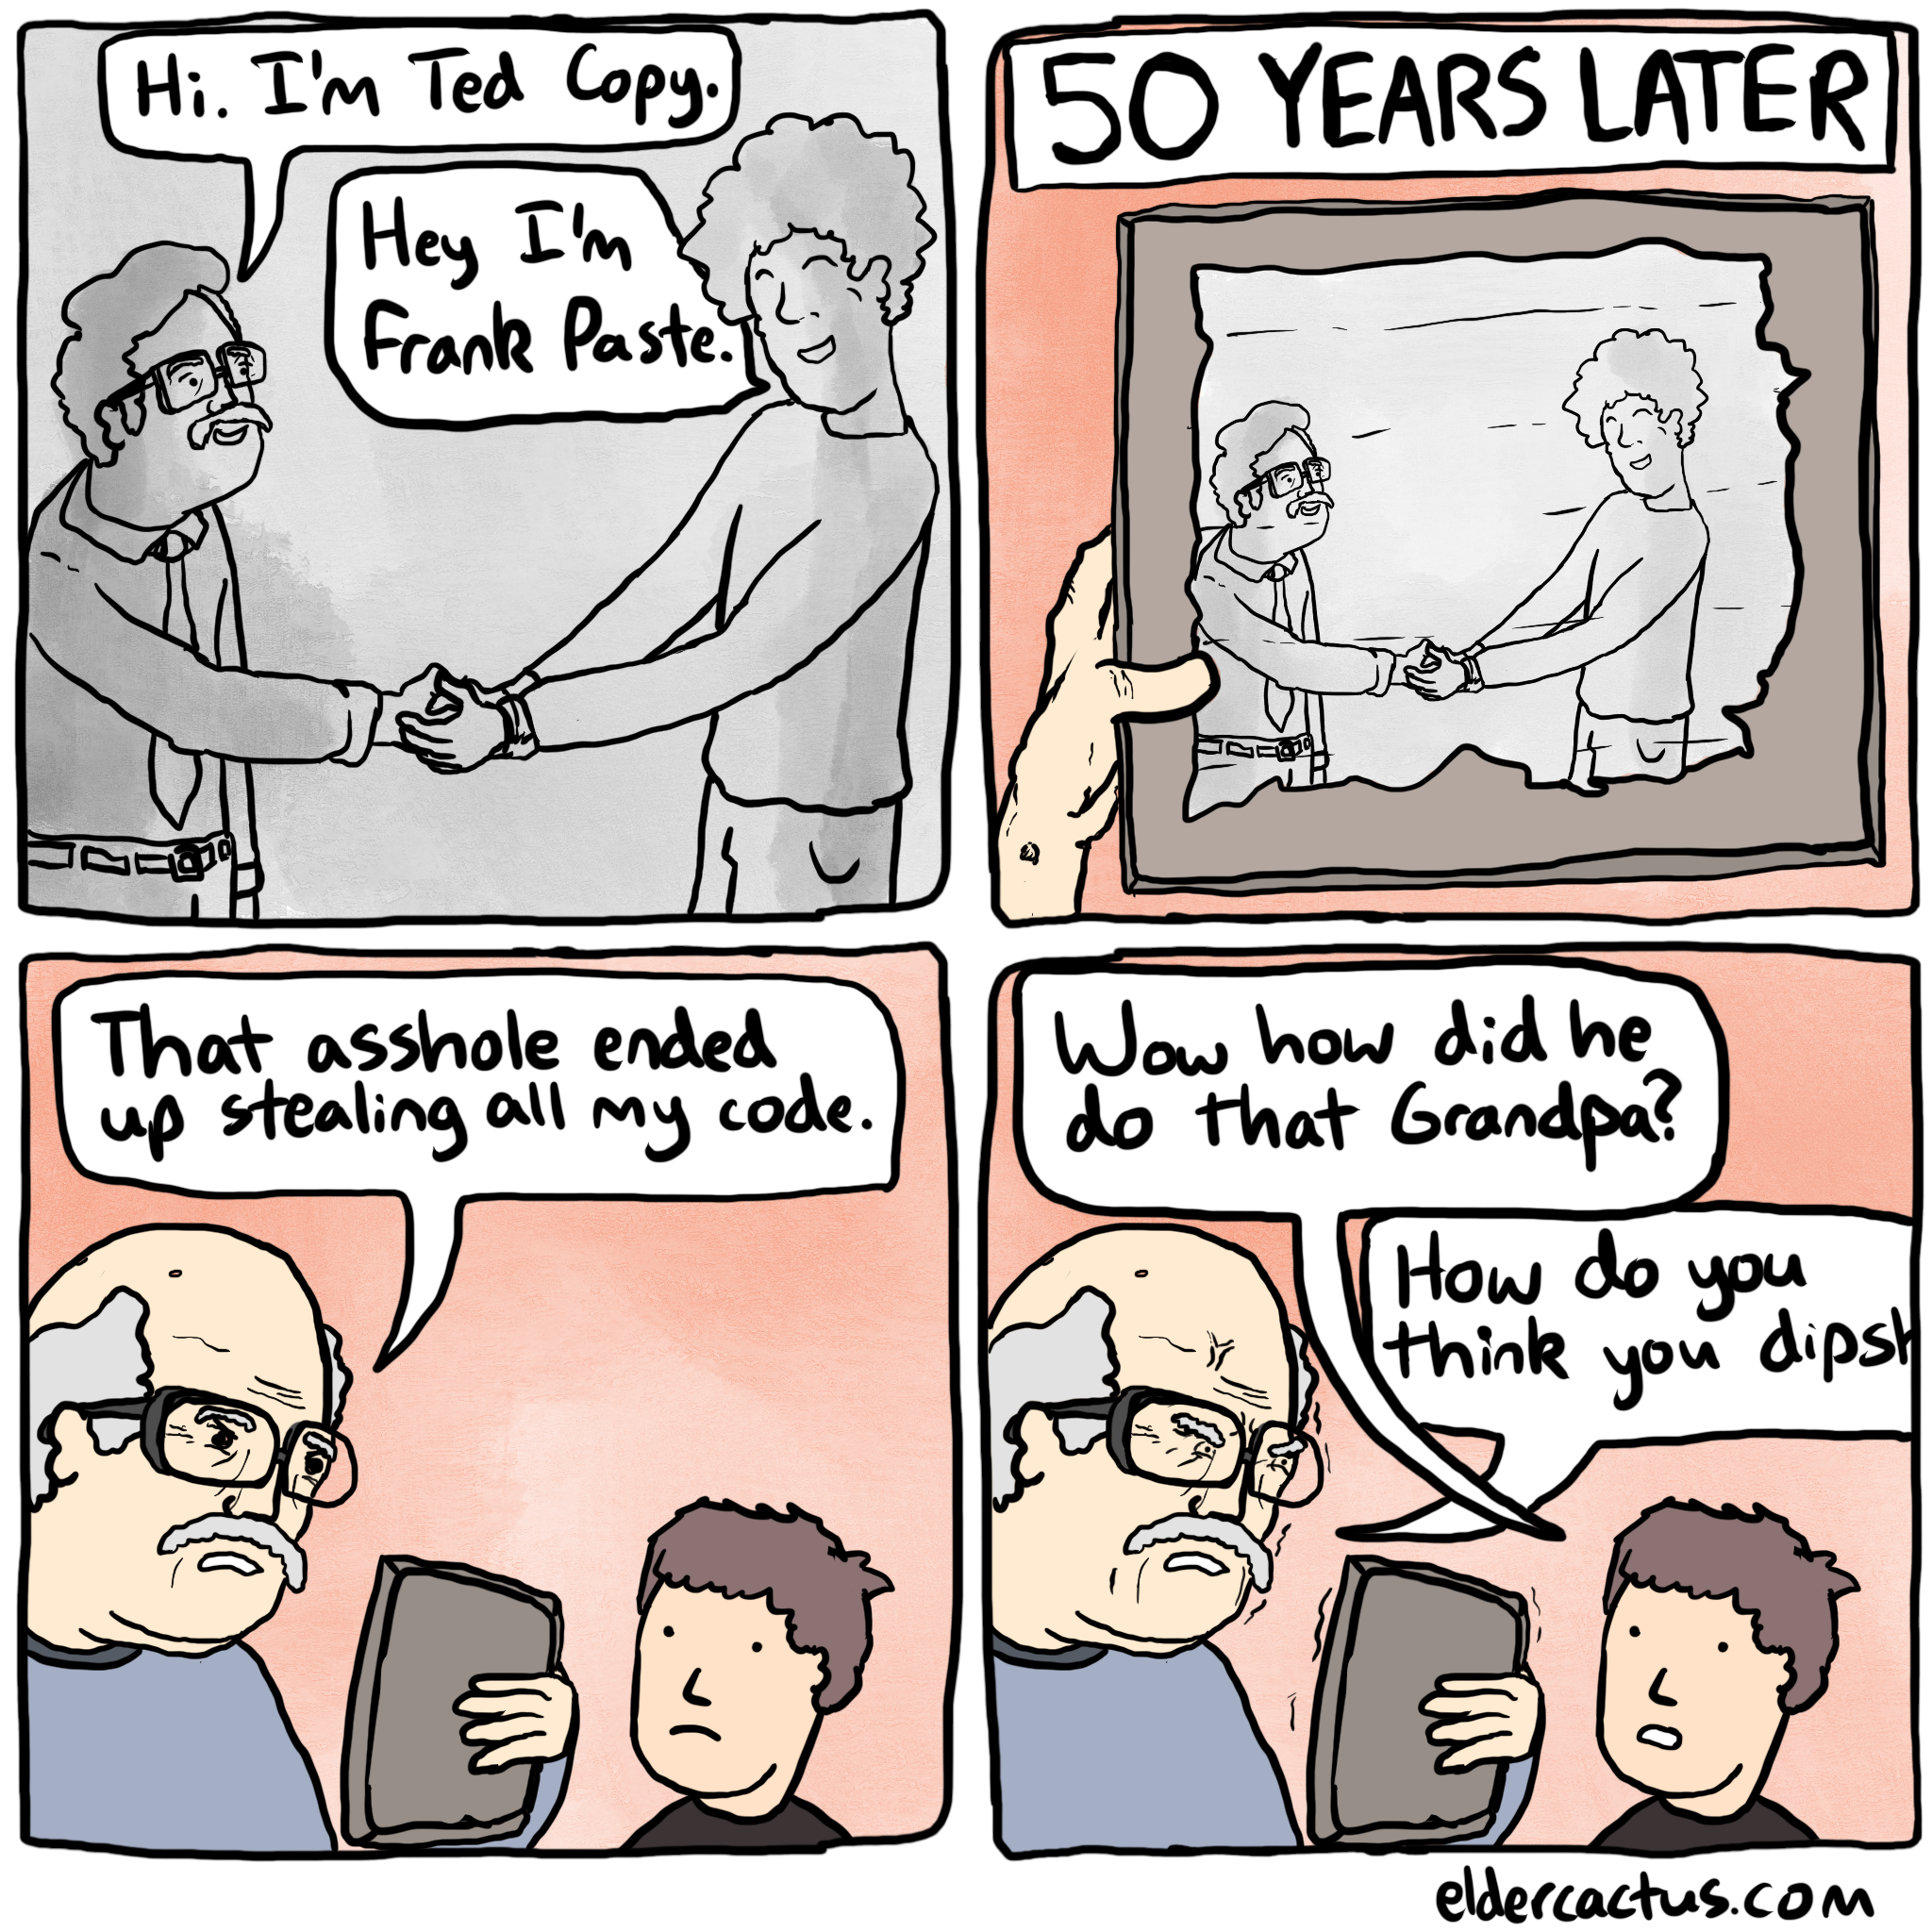 Hi. I'm Ted Copy.
Hey I'm
Frank Paste.
50 YEARS LATER
That asshole ended
up stealing all my code.
Wow how did he
do that Grandpa?
How do you
think you dipsh
eldercactus.com